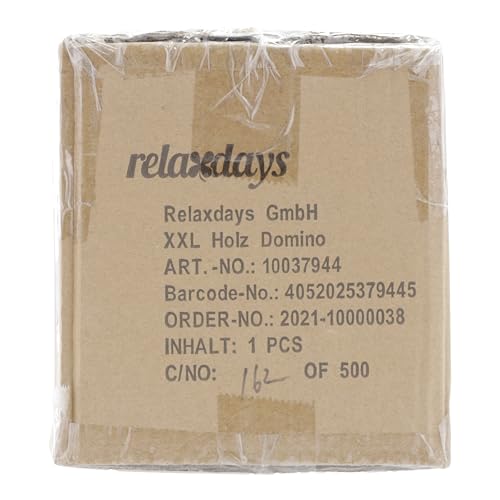 relaxdays
Relaxdays GmbH
XXL Holz Domino
ART.-NO.: 10037944
Barcode-No.: 4052025379445
ORDER-NO.: 2021-10000038
INHALT: 1 PCS
C/NO: 162 OF 500